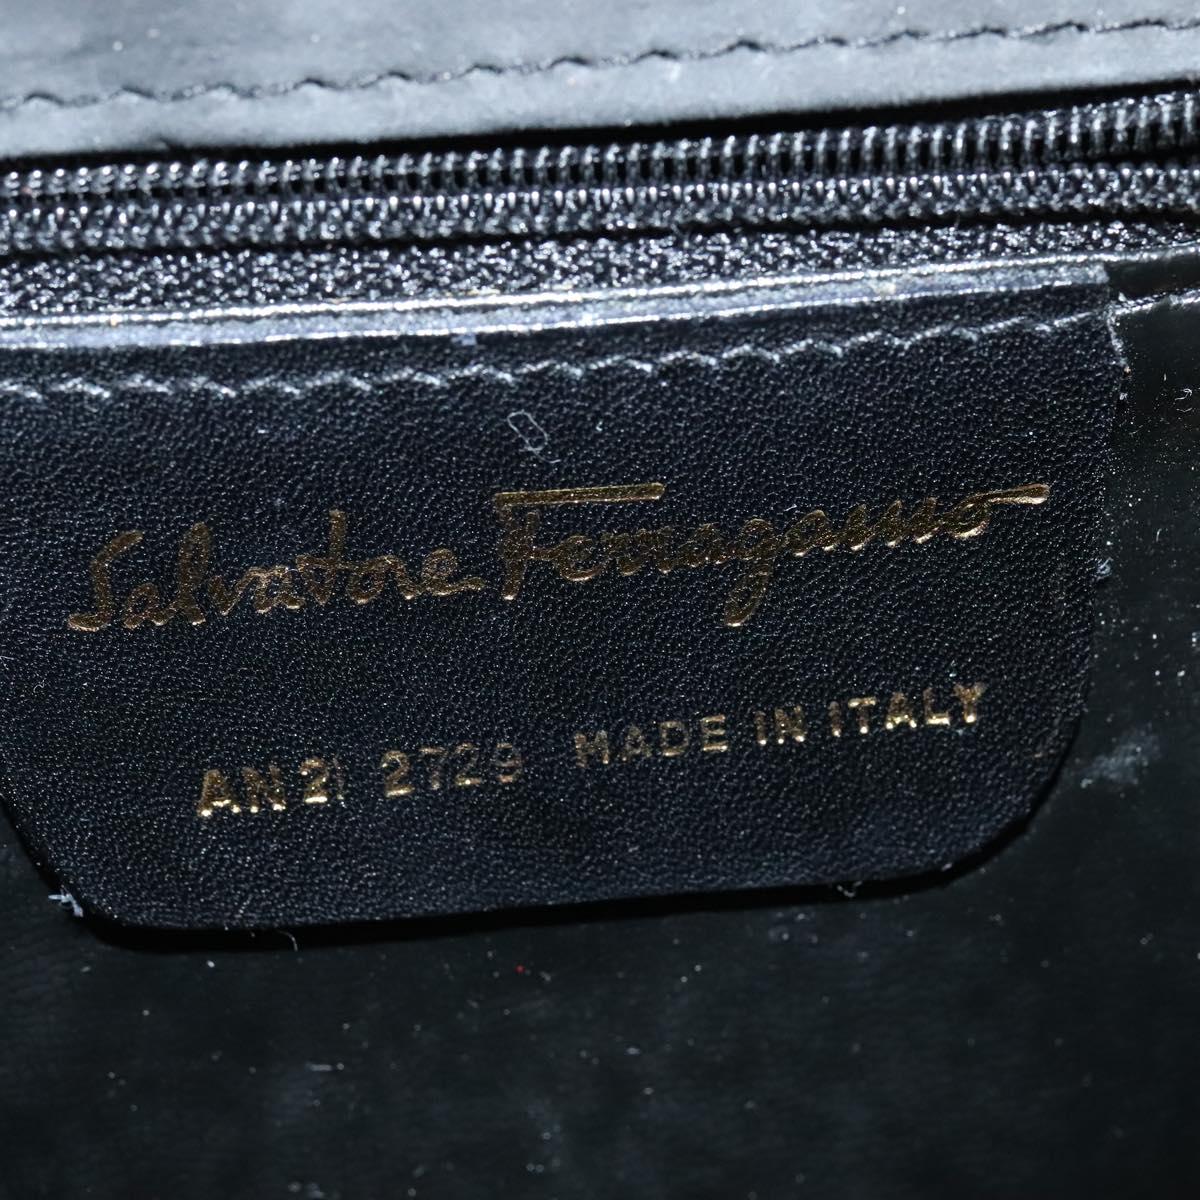 Salvatore Ferragamo
AN21 2729 MADE IN ITALY